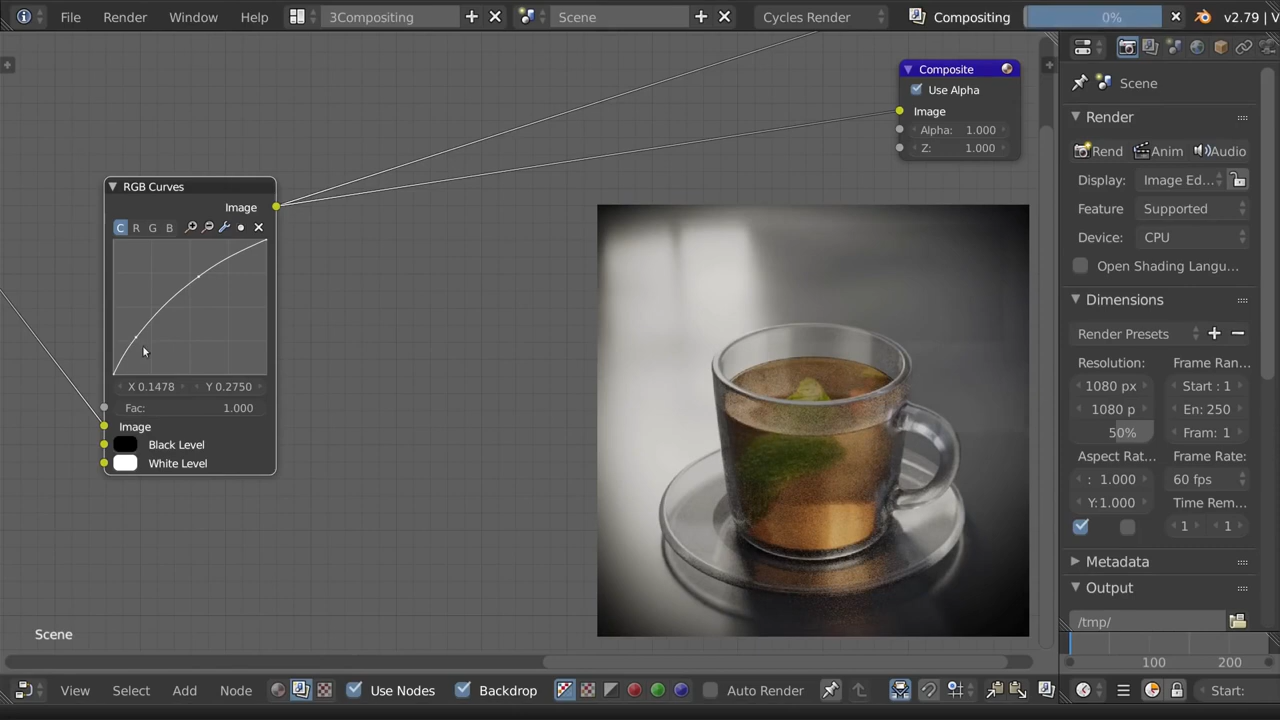 File Render Window Help 3Compositing Scene Cycles Render Compositing 0% v2.79 | V
Composite
Use Alpha
Image
Alpha: 1.000
Z: 1.000
RGB Curves
Image
C R G B
X 0.1478 Y 0.2750
Fac: 1.000
Image
Black Level
White Level
Scene
View Select Add Node Use Nodes Backdrop Auto Render
Scene
Render
Rend Anim Audio
Display: Image Ed...
Feature Supported
Device: CPU
Open Shading Langu...
Dimensions
Render Presets
Resolution: Frame Ran...
1080 px Start : 1
1080 p En: 250
50% Fram: 1
Aspect Rat... Frame Rate:
: 1.000 60 fps
Y:1.000 Time Rem...
1 1
Metadata
Output
/tmp/
100 200
Start: